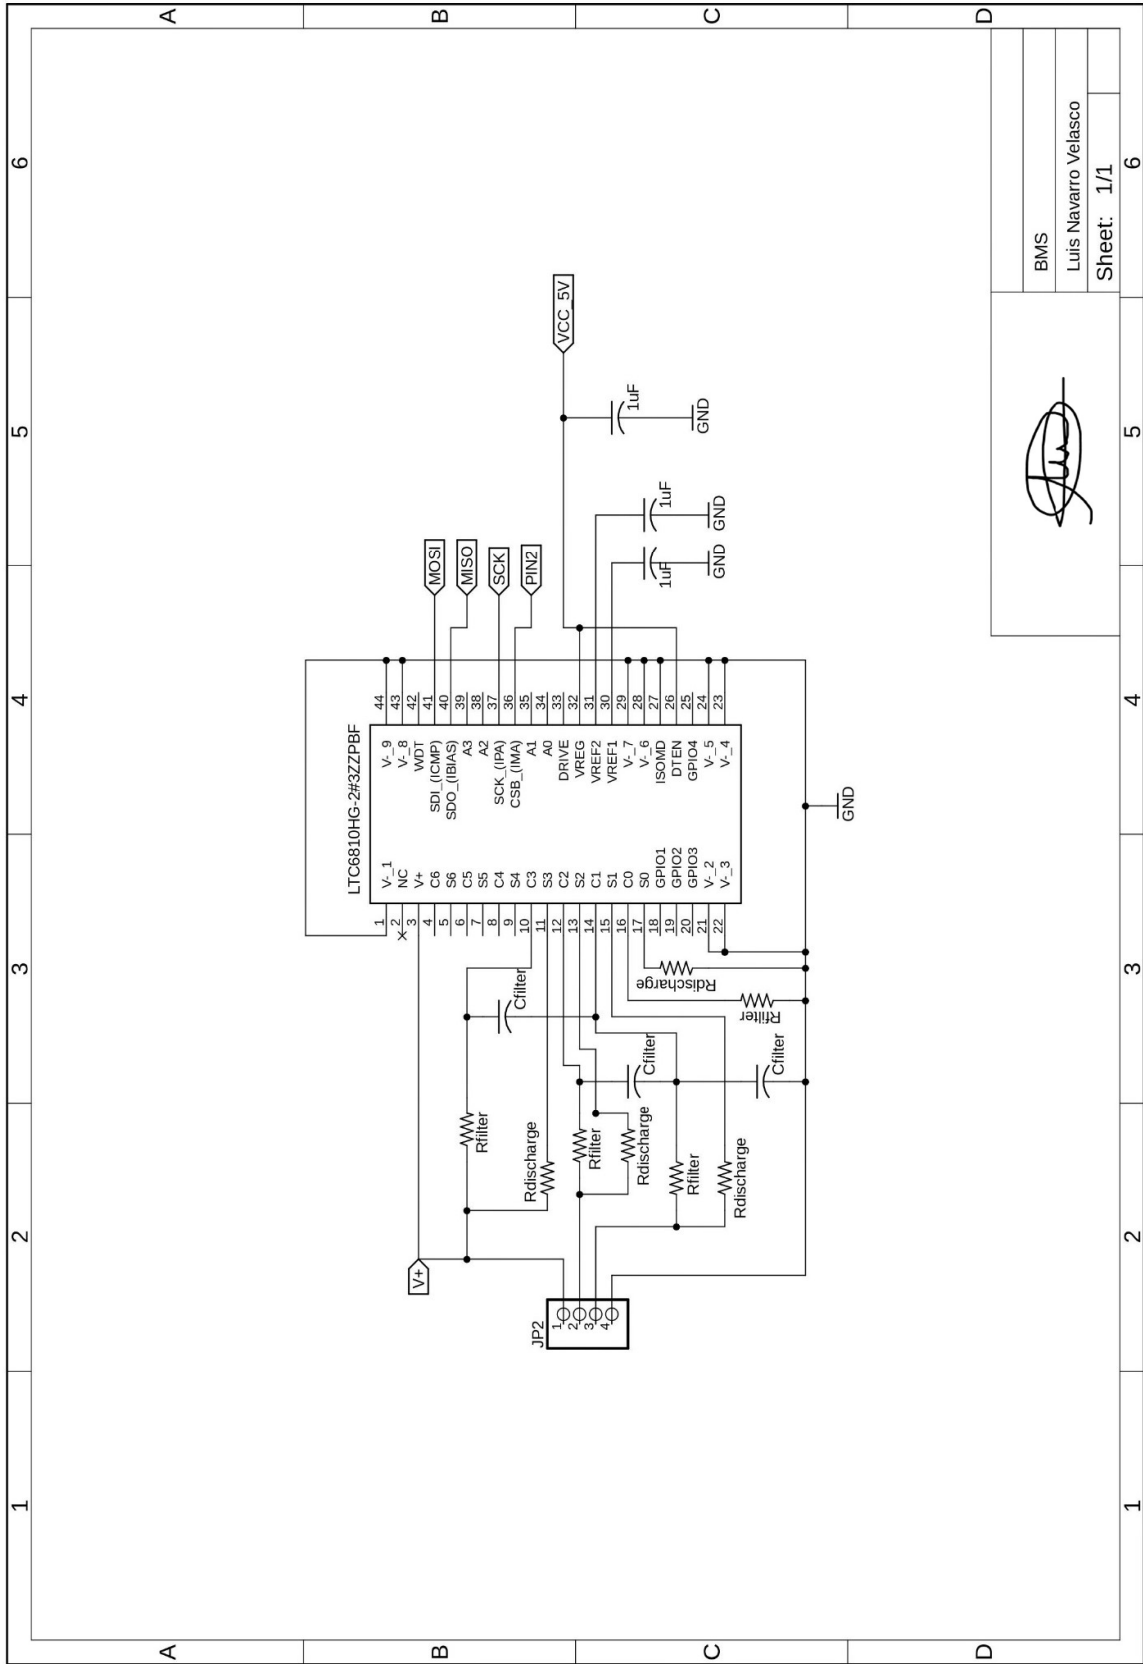 1
2
3
4
5
6
A
B
C
D
LTC6810HG-2#3ZZPBF
1
2
3
4
5
6
7
8
9
10
11
12
13
14
15
16
17
18
19
20
21
22
V-_1
NC
V+
C6
S6
C5
S5
C4
S4
C3
S3
C2
S2
C1
S1
C0
S0
GPIO1
GPIO2
GPIO3
V-_2
V-_3
V-_9
V-_8
WDT
SDI_(ICMP)
SDO_(IBIAS)
A3
A2
SCK_(IPA)
CSB_(IMA)
A1
A0
DRIVE
VREG
VREF2
VREF1
V-_7
V-_6
ISOMD
DTEN
GPIO4
V-_5
V-_4
44
43
42
41
40
39
38
37
36
35
34
33
32
31
30
29
28
27
26
25
24
23
MOSI
MISO
SCK
PIN2
VCC_5V
1uF
GND
1uF
GND
1uF
GND
GND
V+
JP2
1
2
3
4
Rfilter
Cfilter
Rdischarge
Rfilter
Rdischarge
Cfilter
Rfilter
Rdischarge
Cfilter
Rdischarge
Rfilter
BMS
Luis Navarro Velasco
Sheet: 1/1
A
B
C
D
1
2
3
4
5
6